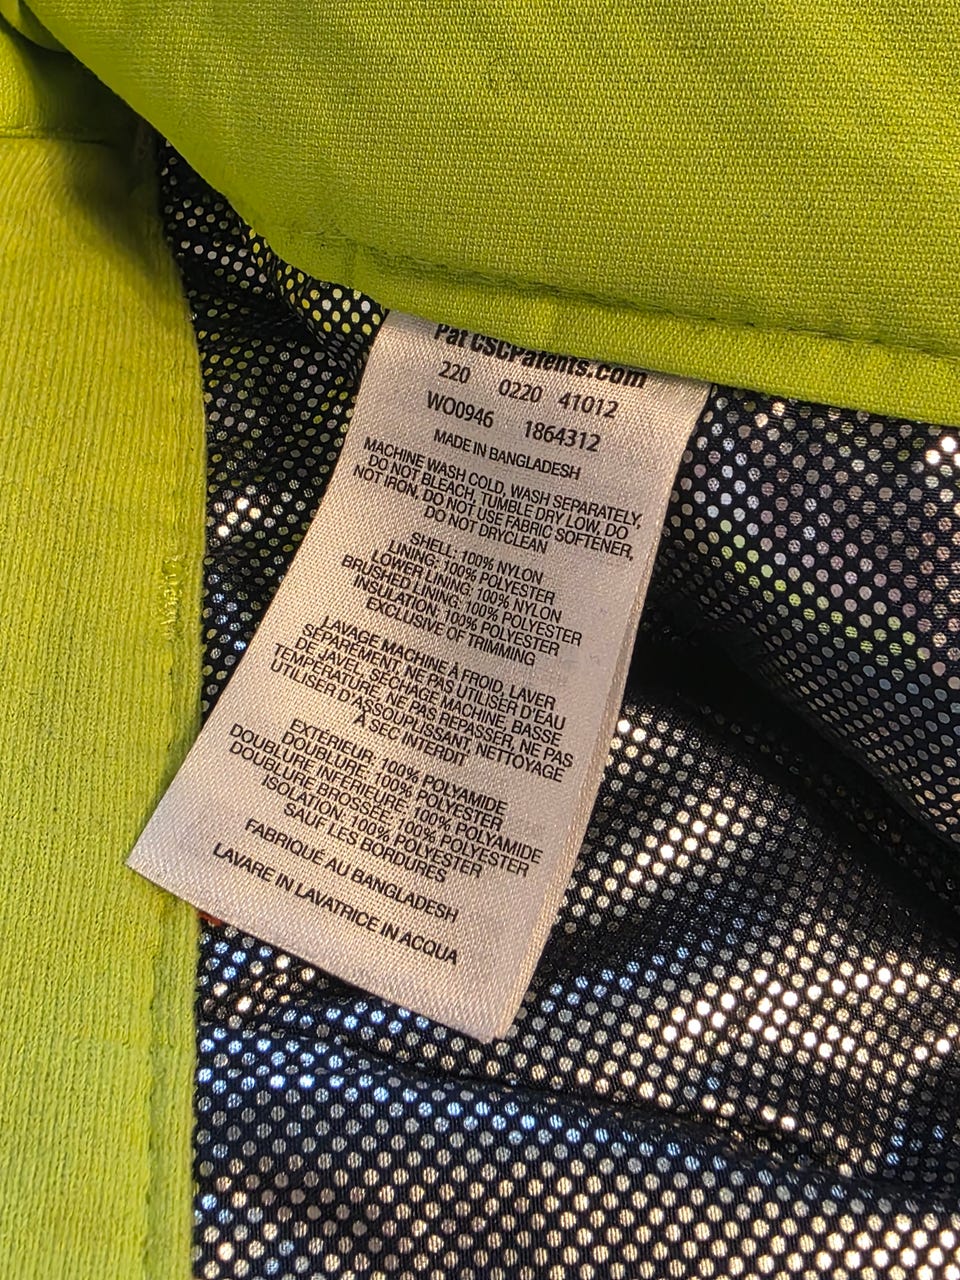 Pat CSCPatents.com
220 0220 41012
WO0946 1864312
MADE IN BANGLADESH
MACHINE WASH COLD, WASH SEPARATELY,
DO NOT BLEACH, TUMBLE DRY LOW, DO
NOT IRON, DO NOT USE FABRIC SOFTENER,
DO NOT DRYCLEAN
SHELL: 100% NYLON
LINING: 100% POLYESTER
LOWER LINING: 100% NYLON
BRUSHED LINING: 100% POLYESTER
INSULATION: 100% POLYESTER
EXCLUSIVE OF TRIMMING
LAVAGE MACHINE À FROID, LAVER
SÉPARÉMENT, NE PAS UTILISER D'EAU
DE JAVEL, SÉCHAGE MACHINE, BASSE
TEMPÉRATURE, NE PAS REPASSER, NE PAS
UTILISER D'ASSOUPLISSANT, NETTOYAGE
À SEC INTERDIT
EXTÉRIEUR: 100% POLYAMIDE
DOUBLURE: 100% POLYESTER
DOUBLURE INFÉRIEURE: 100% POLYAMIDE
DOUBLURE BROSSÉE: 100% POLYESTER
ISOLATION: 100% POLYESTER
SAUF LES BORDURES
FABRIQUÉ AU BANGLADESH
LAVARE IN LAVATRICE IN ACQUA